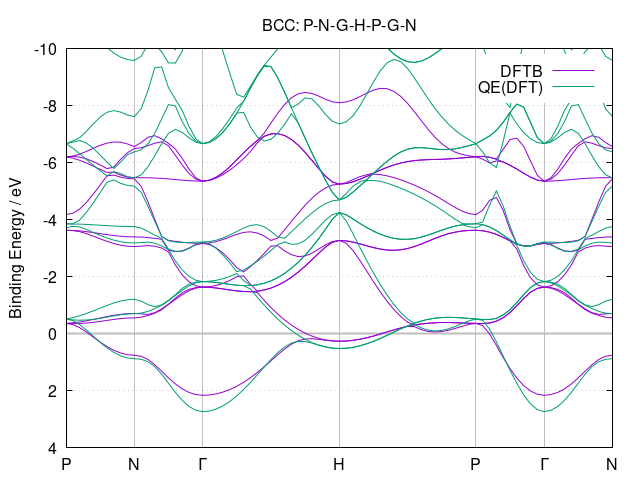 BCC: P-N-G-H-P-G-N
DFTB
QE(DFT)
Binding Energy / eV
-10
-8
-6
-4
-2
0
2
4
P N Γ H P Γ N